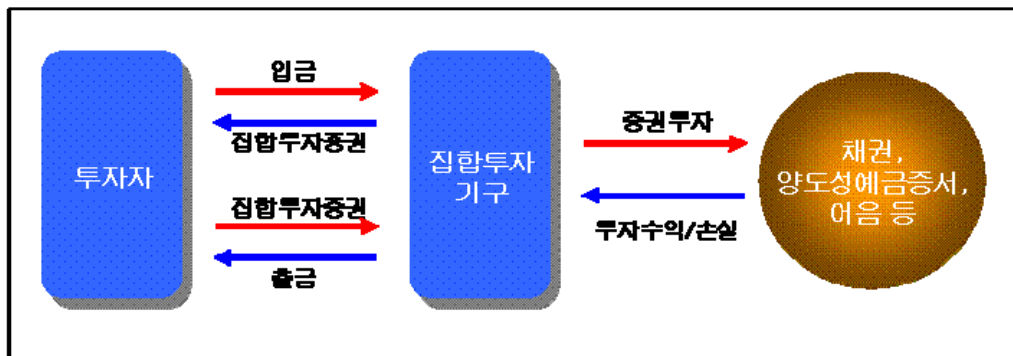 입금
집합투자증권
투자자
집합투자증권
출금
집합투자
기구
증권투자
투자수익/손실
채권,
양도성예금증서,
어음 등